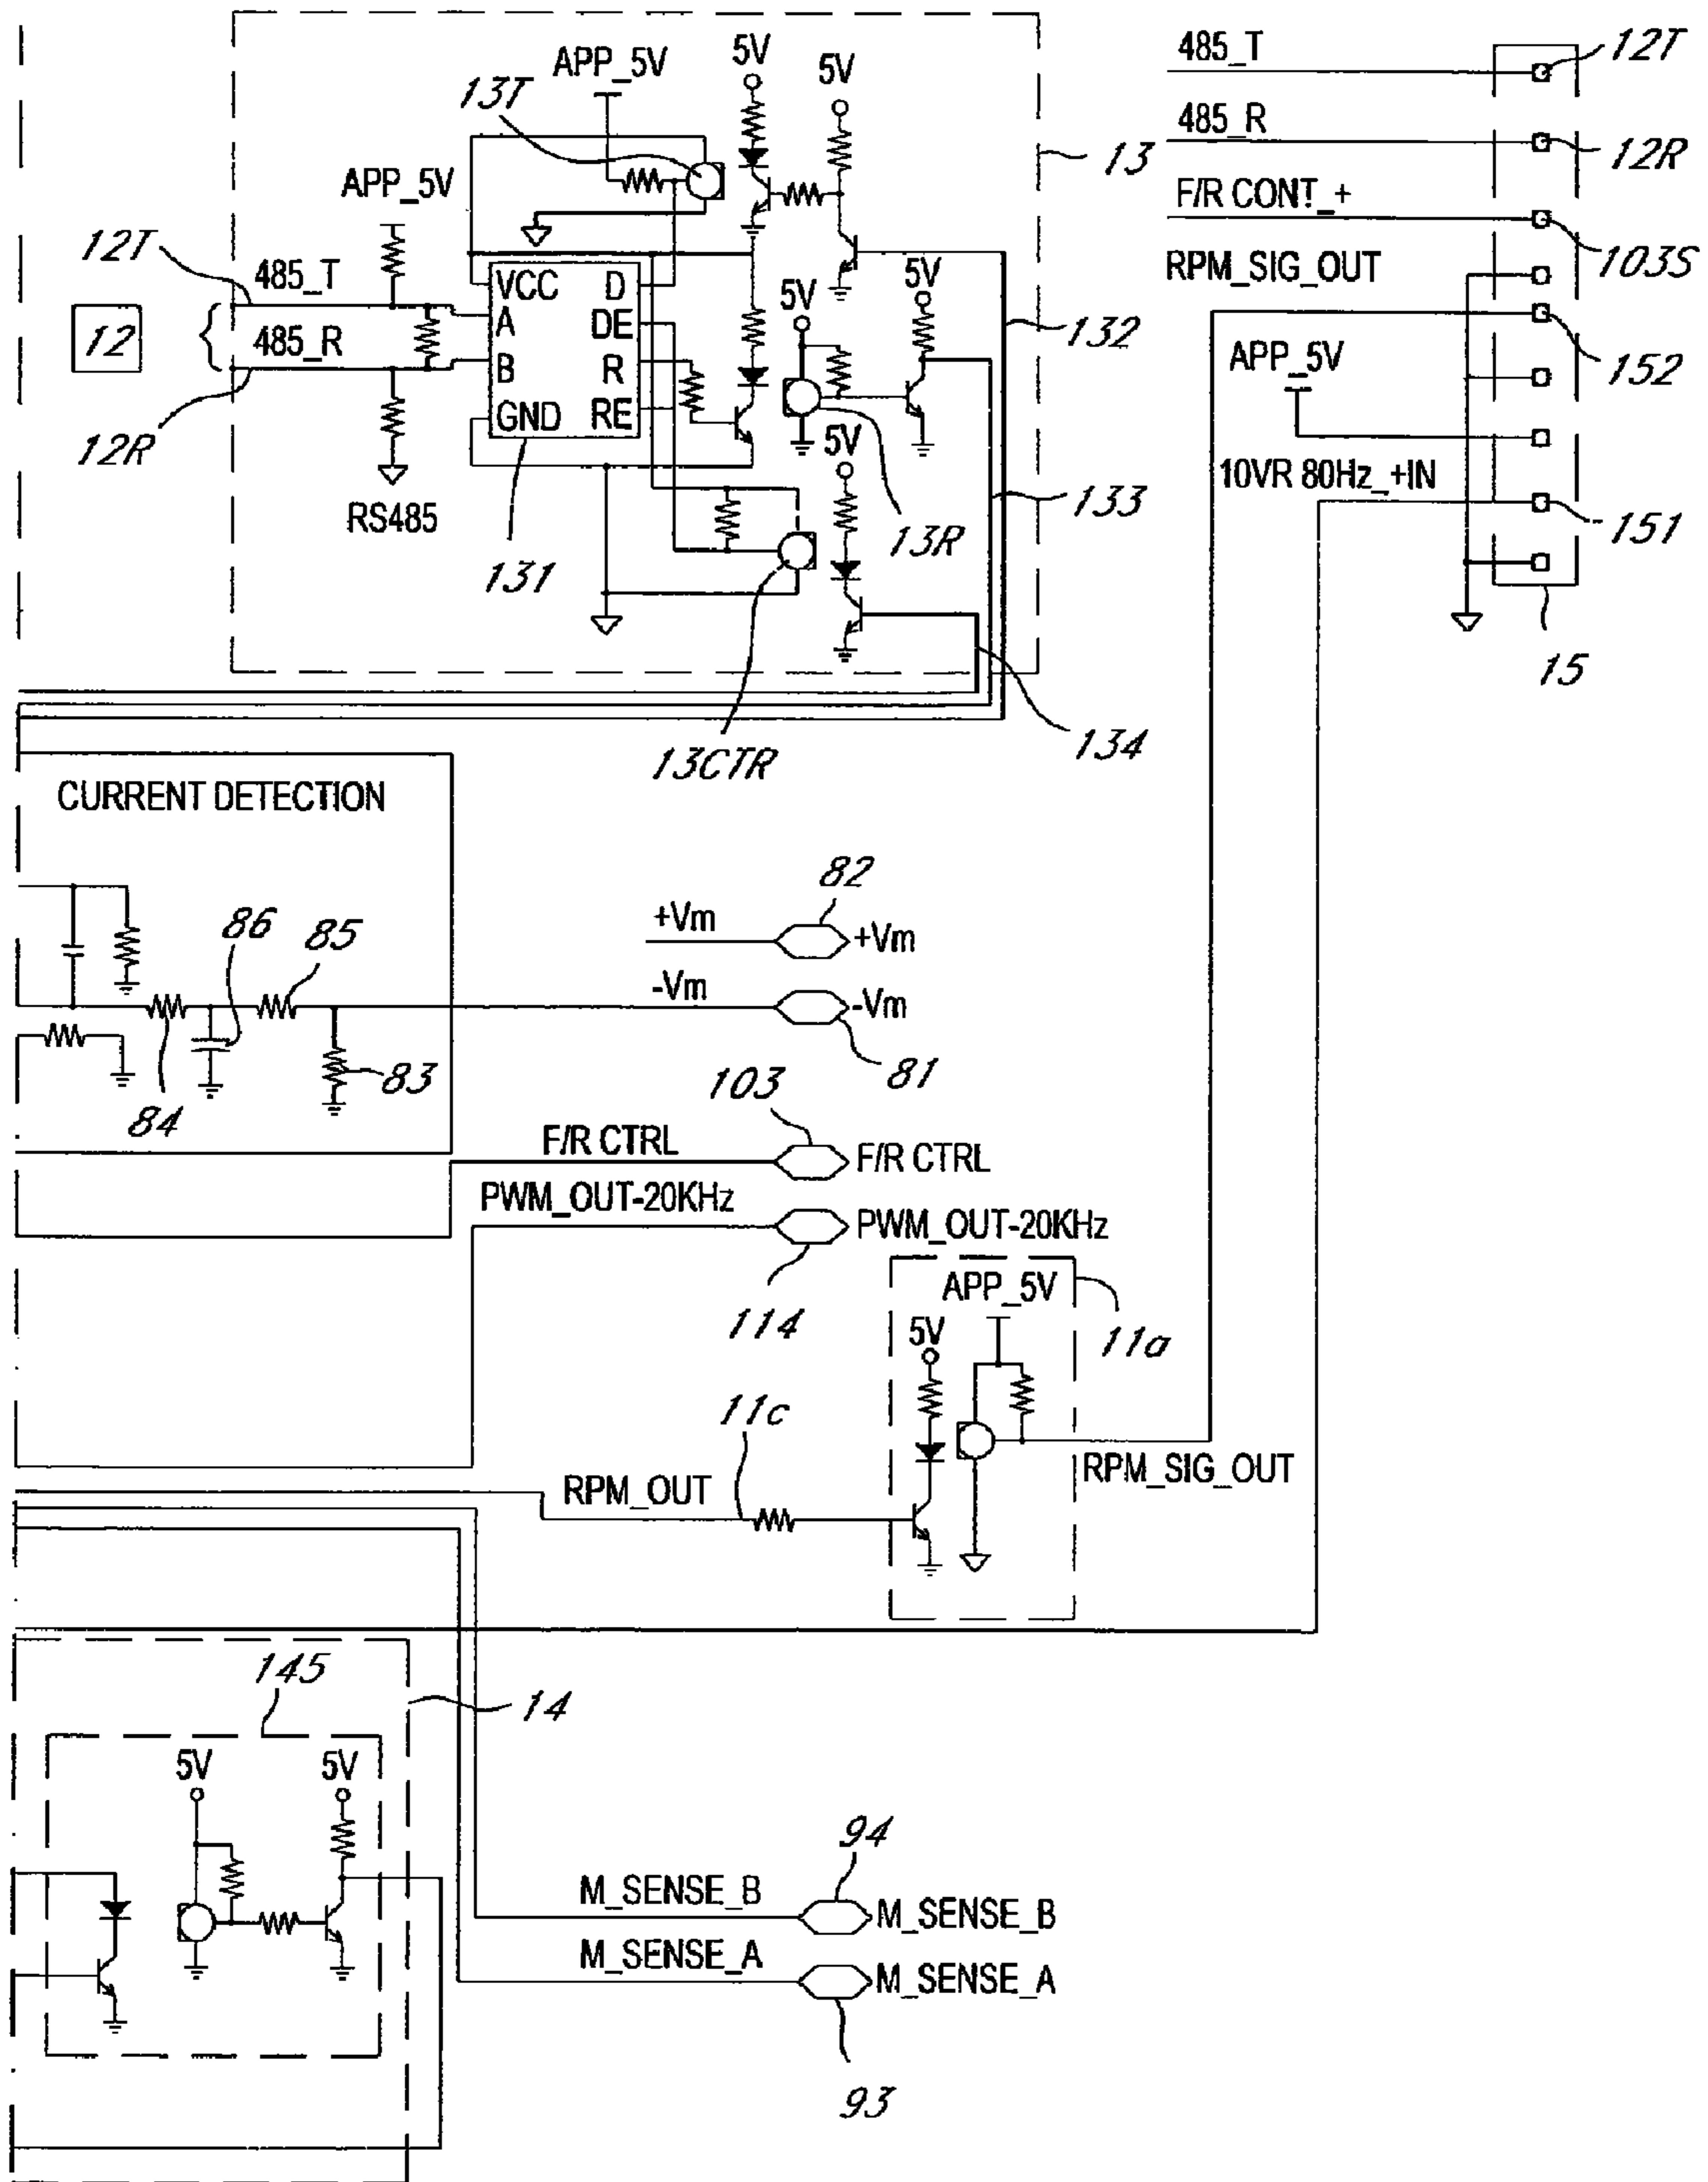 485_T
12T
5V
APP_5V
5V
13T
485_R
13
12R
APP_5V
F/R CONT_+
12T
485_T
RPM_SIG_OUT
103S
VCC
D
5V
5V
12
A
DE
132
485_R
B
R
APP_5V
152
GND
RE
12R
5V
10VR 80Hz_+IN
RS485
133
13R
151
131
15
13CTR
134
CURRENT DETECTION
82
+Vm
+Vm
86
85
-Vm
-Vm
83
81
84
103
F/R CTRL
F/R CTRL
PWM_OUT-20KHz
PWM_OUT-20KHz
APP_5V
114
5V
11a
11c
RPM_SIG_OUT
RPM_OUT
145
14
5V
5V
94
M_SENSE_B
M_SENSE_B
M_SENSE_A
M_SENSE_A
93